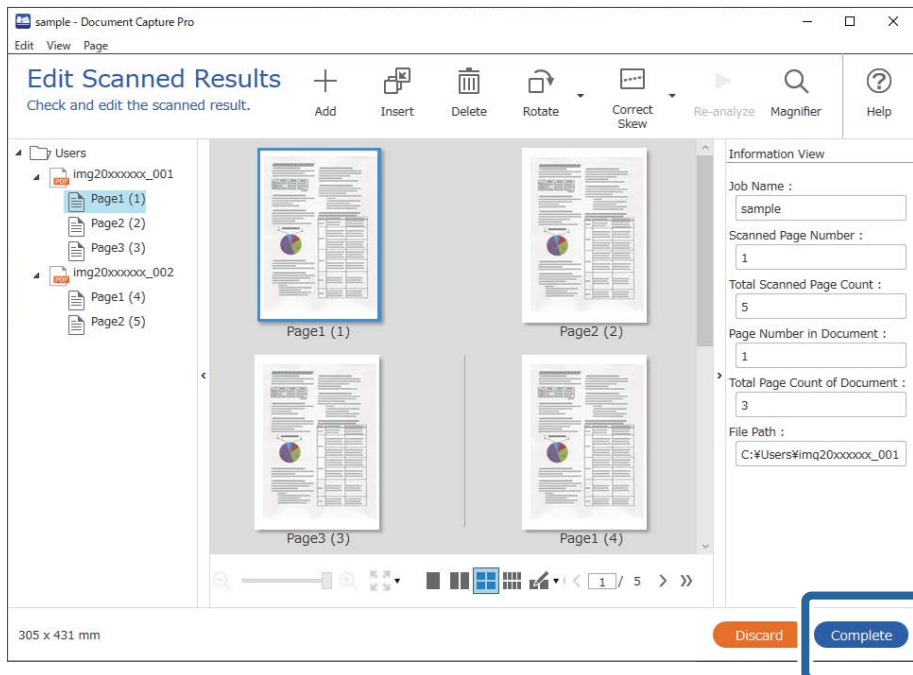 sample - Document Capture Pro
Edit View Page
Edit Scanned Results
Check and edit the scanned result.
Add
Insert
Delete
Rotate
Correct
Skew
Re-analyze
Magnifier
Help
Users
PDF
img20xxxxxx_001
Page1 (1)
Page2 (2)
Page3 (3)
PDF
img20xxxxxx_002
Page1 (4)
Page2 (5)
Page1 (1)
Page2 (2)
Page3 (3)
Page1 (4)
1 / 5
Information View
Job Name :
sample
Scanned Page Number :
1
Total Scanned Page Count :
5
Page Number in Document :
1
Total Page Count of Document :
3
File Path :
C:¥Users¥img20xxxxxx_001
305 x 431 mm
Discard
Complete